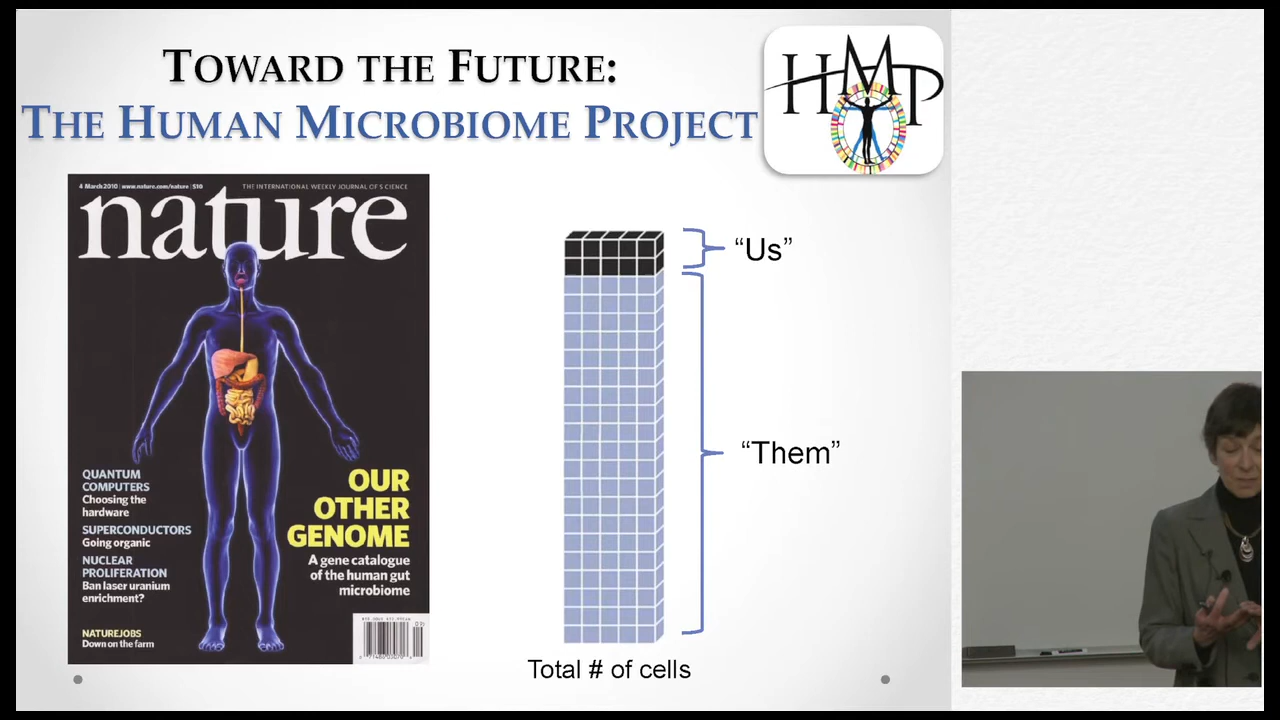 TOWARD THE FUTURE:
THE HUMAN MICROBIOME PROJECT
HMP
4 March 2010 | www.nature.com/nature | $10
THE INTERNATIONAL WEEKLY JOURNAL OF SCIENCE
nature
QUANTUM
COMPUTERS
Choosing the
hardware
SUPERCONDUCTORS
Going organic
NUCLEAR
PROLIFERATION
Ban laser uranium
enrichment?
NATUREJOBS
Down on the farm
OUR
OTHER
GENOME
A gene catalogue
of the human gut
microbiome
“Us”
“Them”
Total # of cells